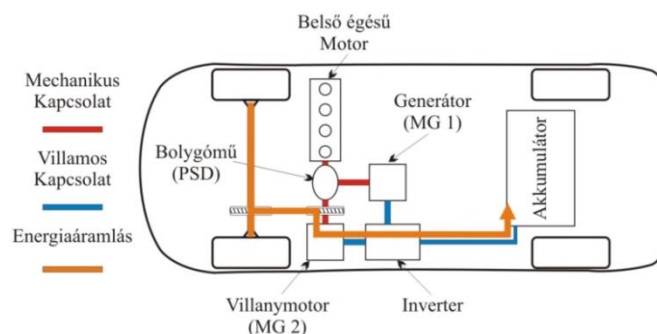 Belső égésű
Motor
Mechanikus
Kapcsolat
Generátor
(MG 1)
Villamos
Kapcsolat
Bolygómű
(PSD)
Akkumulátor
Energiaáramlás
Villanymotor
(MG 2)
Inverter